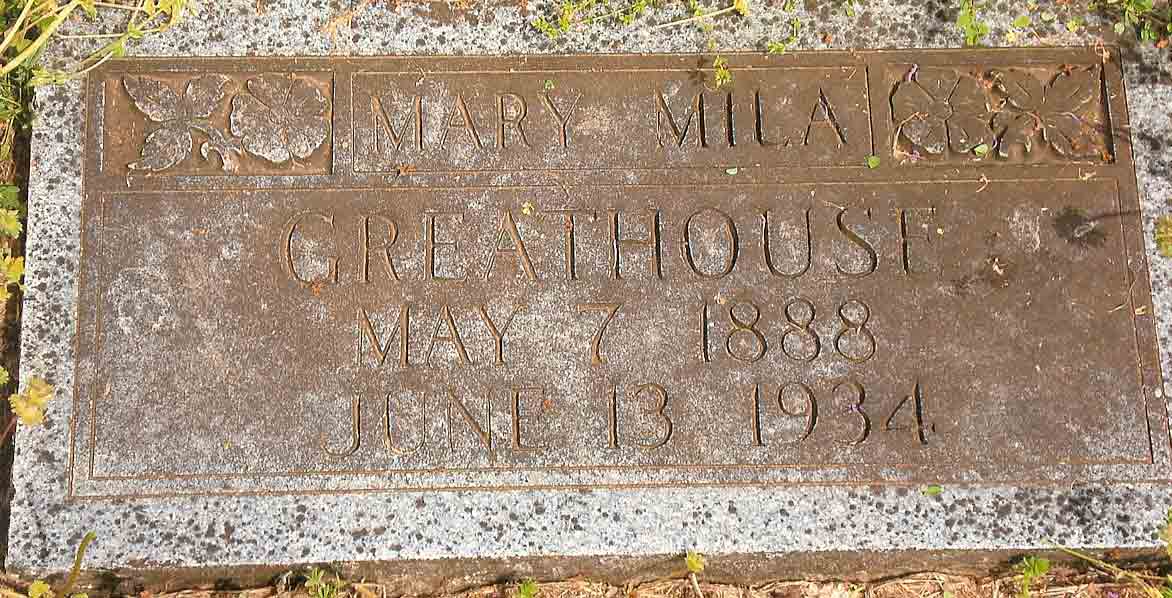 MARY MILA
GREATHOUSE
MAY 7 1888
JUNE 13 1934